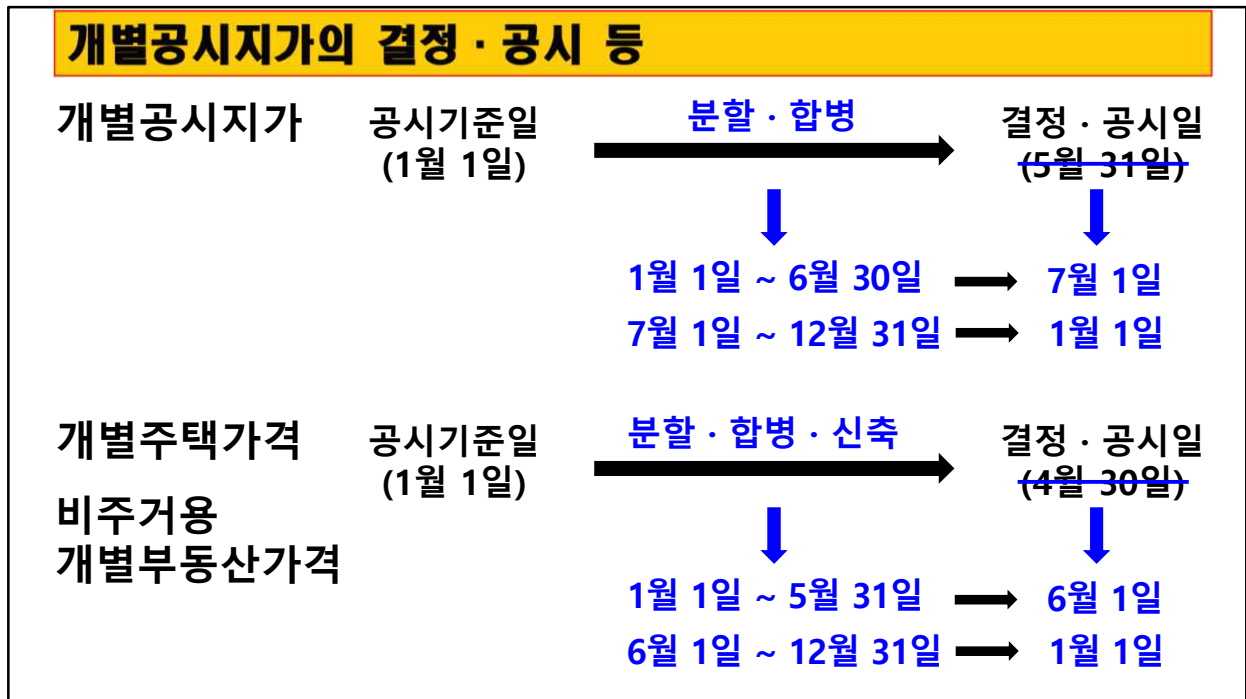 개별공시지가의 결정 · 공시 등
개별공시지가 공시기준일 분할 · 합병 결정 · 공시일
(1월 1일) (5월 31일)
1월 1일 ~ 6월 30일 7월 1일
7월 1일 ~ 12월 31일 1월 1일
개별주택가격 공시기준일 분할 · 합병 · 신축 결정 · 공시일
(1월 1일) (4월 30일)
비주거용
개별부동산가격
1월 1일 ~ 5월 31일 6월 1일
6월 1일 ~ 12월 31일 1월 1일